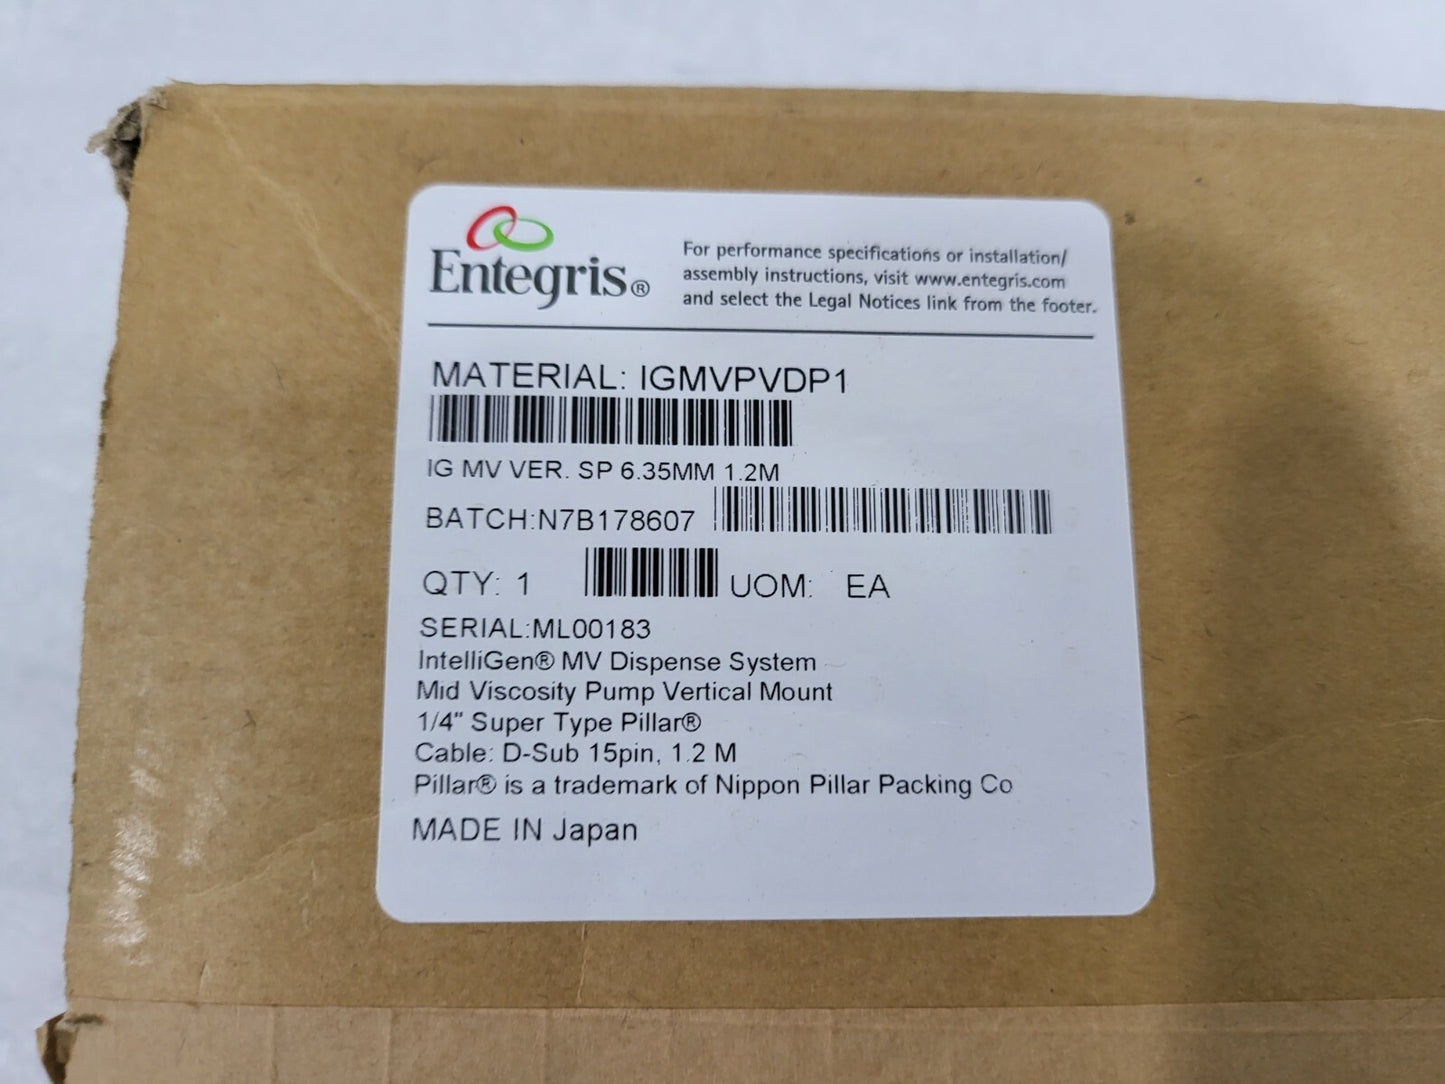 Entegris®
For performance specifications or installation/
assembly instructions, visit www.entegris.com
and select the Legal Notices link from the footer.
MATERIAL: IGMVPVDP1
IG MV VER. SP 6.35MM 1.2M
BATCH:N7B178607
QTY: 1 UOM: EA
SERIAL:ML00183
IntelliGen® MV Dispense System
Mid Viscosity Pump Vertical Mount
1/4" Super Type Pillar®
Cable: D-Sub 15pin, 1.2 M
Pillar® is a trademark of Nippon Pillar Packing Co
MADE IN Japan